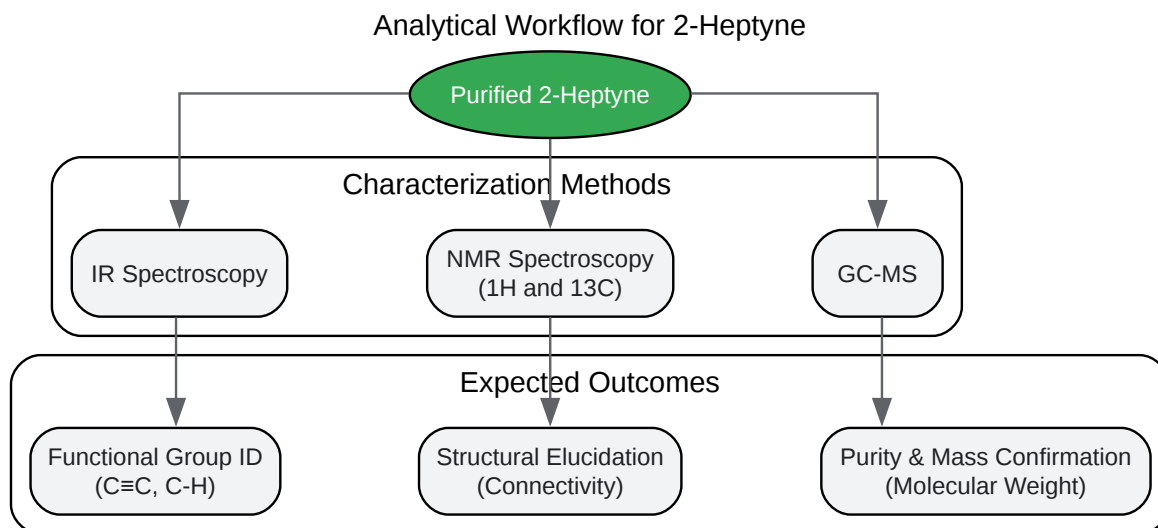 Analytical Workflow for 2-Heptyne
Purified 2-Heptyne
Characterization Methods
IR Spectroscopy
NMR Spectroscopy
(1H and 13C)
GC-MS
Expected Outcomes
Functional Group ID
(C≡C, C-H)
Structural Elucidation
(Connectivity)
Purity & Mass Confirmation
(Molecular Weight)